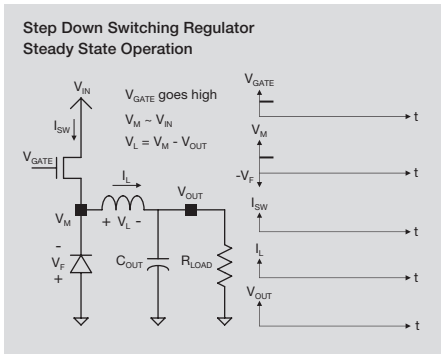 Step Down Switching Regulator
Steady State Operation
V_IN
V_GATE goes high
V_M ~ V_IN
V_L = V_M - V_OUT
I_SW
V_GATE
I_L
V_OUT
V_M
+ V_L -
-
V_F
+
C_OUT
R_LOAD
V_GATE
t
V_M
-V_F
t
I_SW
t
I_L
t
V_OUT
t